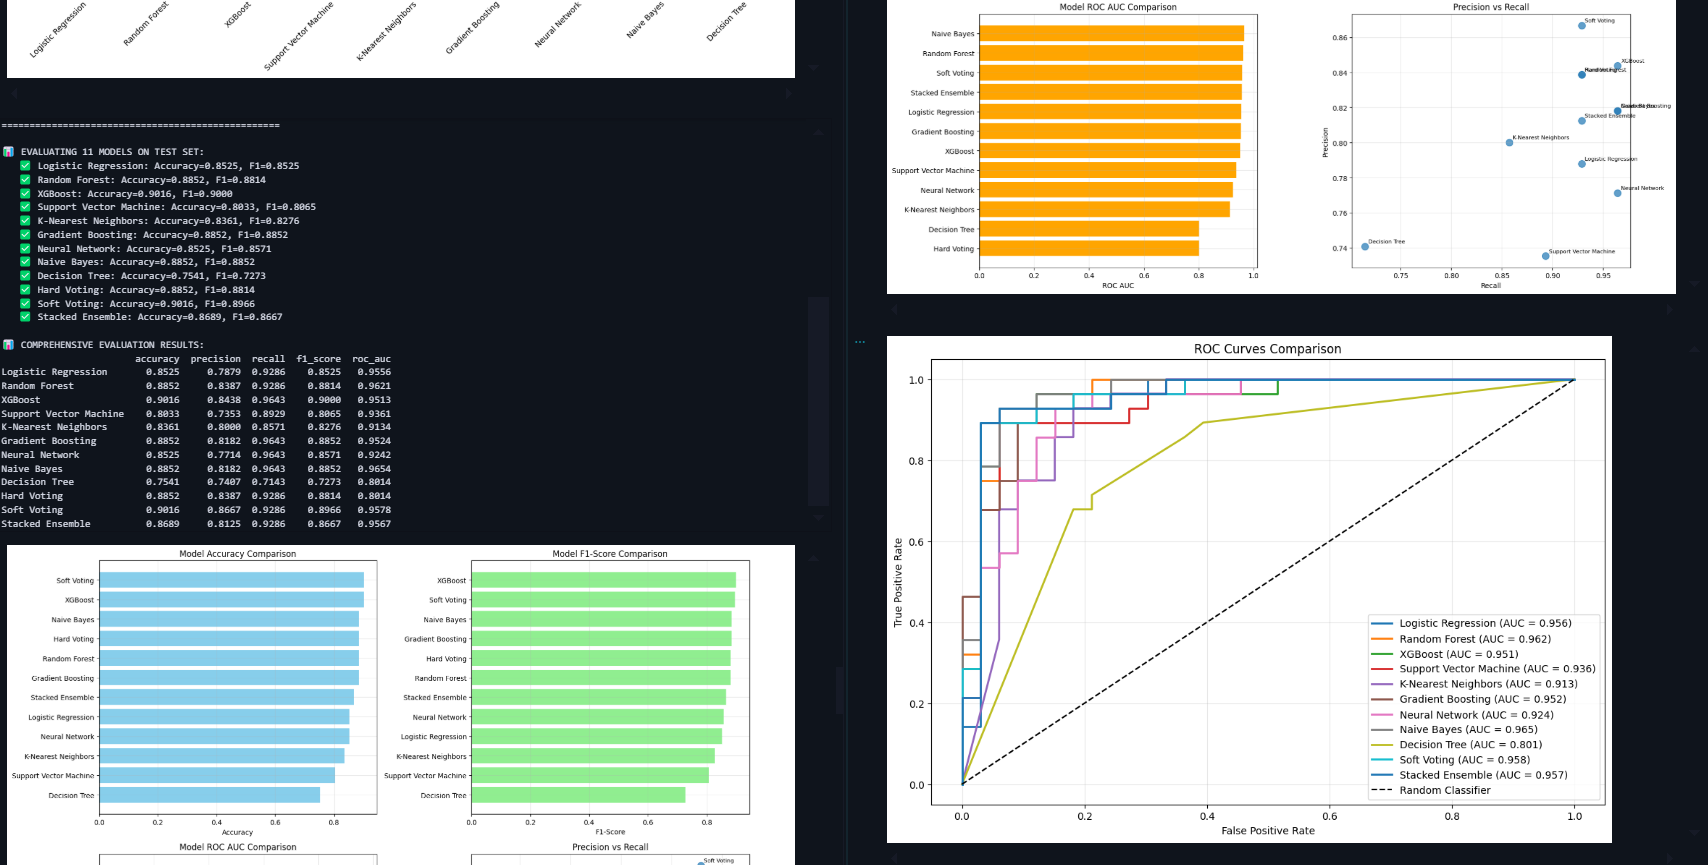 Logistic Regression
Random Forest
XGBoost
Support Vector Machine
K-Nearest Neighbors
Gradient Boosting
Neural Network
Naive Bayes
Decision Tree
==================================================
📊 EVALUATING 11 MODELS ON TEST SET:
✅ Logistic Regression: Accuracy=0.8525, F1=0.8525
✅ Random Forest: Accuracy=0.8852, F1=0.8814
✅ XGBoost: Accuracy=0.9016, F1=0.9000
✅ Support Vector Machine: Accuracy=0.8033, F1=0.8065
✅ K-Nearest Neighbors: Accuracy=0.8361, F1=0.8276
✅ Gradient Boosting: Accuracy=0.8852, F1=0.8852
✅ Neural Network: Accuracy=0.8525, F1=0.8571
✅ Naive Bayes: Accuracy=0.8852, F1=0.8852
✅ Decision Tree: Accuracy=0.7541, F1=0.7273
✅ Hard Voting: Accuracy=0.8852, F1=0.8814
✅ Soft Voting: Accuracy=0.9016, F1=0.8966
✅ Stacked Ensemble: Accuracy=0.8689, F1=0.8667
📊 COMPREHENSIVE EVALUATION RESULTS:
accuracy precision recall f1_score roc_auc
Logistic Regression 0.8525 0.7879 0.9286 0.8525 0.9556
Random Forest 0.8852 0.8387 0.9286 0.8814 0.9621
XGBoost 0.9016 0.8438 0.9643 0.9000 0.9513
Support Vector Machine 0.8033 0.7353 0.8929 0.8065 0.9361
K-Nearest Neighbors 0.8361 0.8000 0.8571 0.8276 0.9134
Gradient Boosting 0.8852 0.8182 0.9643 0.8852 0.9524
Neural Network 0.8525 0.7714 0.9643 0.8571 0.9242
Naive Bayes 0.8852 0.8182 0.9643 0.8852 0.9654
Decision Tree 0.7541 0.7407 0.7143 0.7273 0.8014
Hard Voting 0.8852 0.8387 0.9286 0.8814 0.8014
Soft Voting 0.9016 0.8667 0.9286 0.8966 0.9578
Stacked Ensemble 0.8689 0.8125 0.9286 0.8667 0.9567
Model Accuracy Comparison
Soft Voting
XGBoost
Naive Bayes
Hard Voting
Random Forest
Gradient Boosting
Stacked Ensemble
Logistic Regression
Neural Network
K-Nearest Neighbors
Support Vector Machine
Decision Tree
0.0 0.2 0.4 0.6 0.8
Accuracy
Model F1-Score Comparison
XGBoost
Soft Voting
Naive Bayes
Gradient Boosting
Hard Voting
Random Forest
Stacked Ensemble
Neural Network
Logistic Regression
K-Nearest Neighbors
Support Vector Machine
Decision Tree
0.0 0.2 0.4 0.6 0.8
F1-Score
Model ROC AUC Comparison
Precision vs Recall
Soft Voting
Model ROC AUC Comparison
Naive Bayes
Random Forest
Soft Voting
Stacked Ensemble
Logistic Regression
Gradient Boosting
XGBoost
Support Vector Machine
Neural Network
K-Nearest Neighbors
Decision Tree
Hard Voting
0.0 0.2 0.4 0.6 0.8 1.0
ROC AUC
Precision vs Recall
Precision
0.86
0.84
0.82
0.80
0.78
0.76
0.74
Soft Voting
XGBoost
Stacked Ensemble
K-Nearest Neighbors
Logistic Regression
Neural Network
Decision Tree
Support Vector Machine
0.75 0.80 0.85 0.90 0.95
Recall
...
ROC Curves Comparison
True Positive Rate
1.0
0.8
0.6
0.4
0.2
0.0
Logistic Regression (AUC = 0.956)
Random Forest (AUC = 0.962)
XGBoost (AUC = 0.951)
Support Vector Machine (AUC = 0.936)
K-Nearest Neighbors (AUC = 0.913)
Gradient Boosting (AUC = 0.952)
Neural Network (AUC = 0.924)
Naive Bayes (AUC = 0.965)
Decision Tree (AUC = 0.801)
Soft Voting (AUC = 0.958)
Stacked Ensemble (AUC = 0.957)
Random Classifier
0.0 0.2 0.4 0.6 0.8 1.0
False Positive Rate